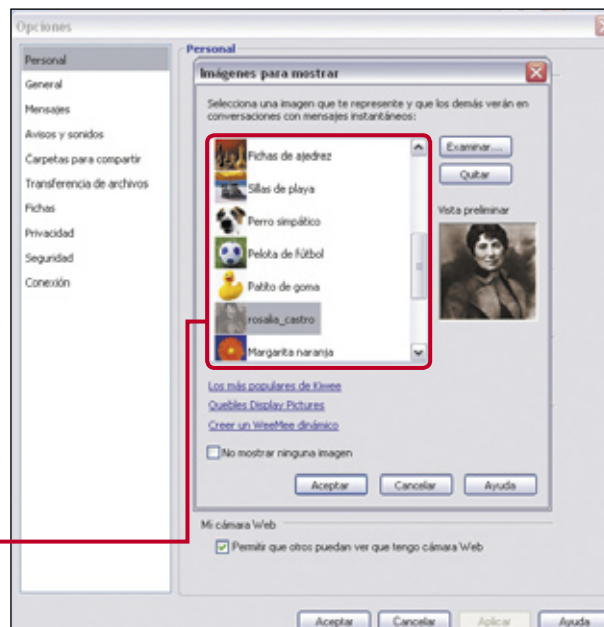 Opciones
Personal
General
Mensajes
Avisos y sonidos
Carpetas para compartir
Transferencia de archivos
Fichas
Privacidad
Seguridad
Conexión
Personal
Imágenes para mostrar
Selecciona una imagen que te represente y que los demás verán en
conversaciones con mensajes instantáneos:
Fichas de ajedrez
Sillas de playa
Perro simpático
Pelota de fútbol
Patito de goma
rosalia_castro
Margarita naranja
Examinar...
Quitar
Vista preliminar
Los más populares de Kiwee
Quebles Display Pictures
Creer un WeeMee dinámico
No mostrar ninguna imagen
Aceptar Cancelar Ayuda
Mi cámara Web
Permitir que otros puedan ver que tengo cámara Web
Aceptar Cancelar Aplicar Ayuda